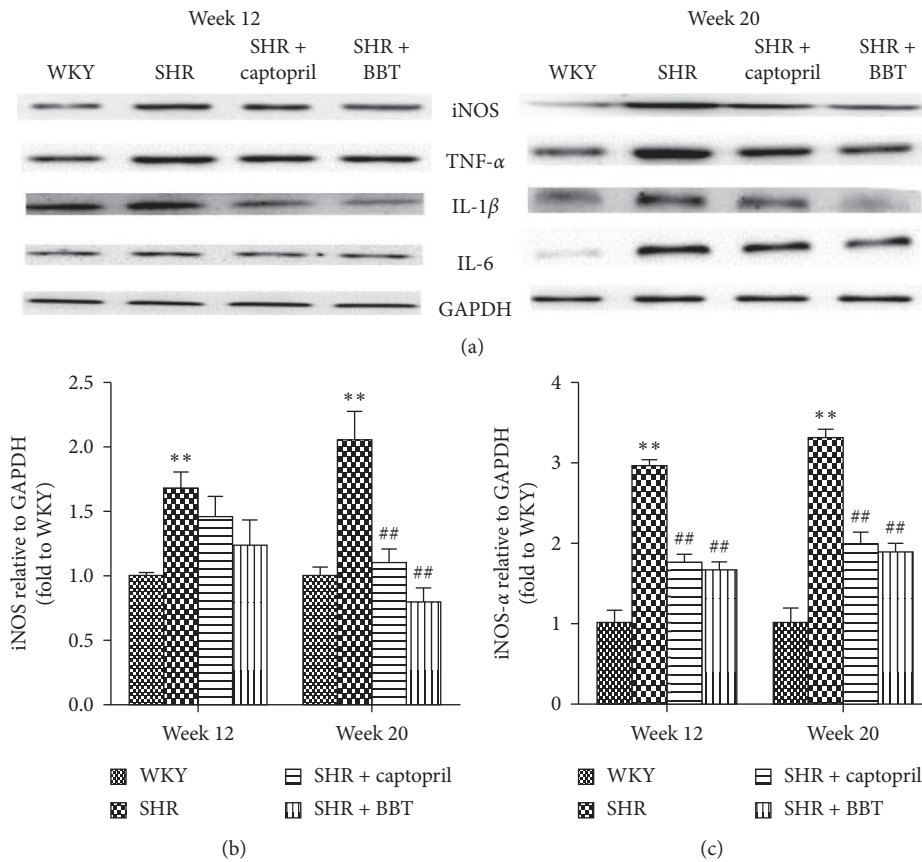 Week 12
Week 20
WKY
SHR
SHR +
captopril
SHR +
BBT
WKY
SHR
SHR +
captopril
SHR +
BBT
iNOS
TNF-α
IL-1β
IL-6
GAPDH
(a)
iNOS relative to GAPDH
(fold to WKY)
2.5
2.0
1.5
1.0
0.5
0.0
**
**
##
##
Week 12
Week 20
WKY
SHR
SHR + captopril
SHR + BBT
(b)
iNOS-α relative to GAPDH
(fold to WKY)
4
3
2
1
0
**
##
##
**
##
##
Week 12
Week 20
WKY
SHR
SHR + captopril
SHR + BBT
(c)